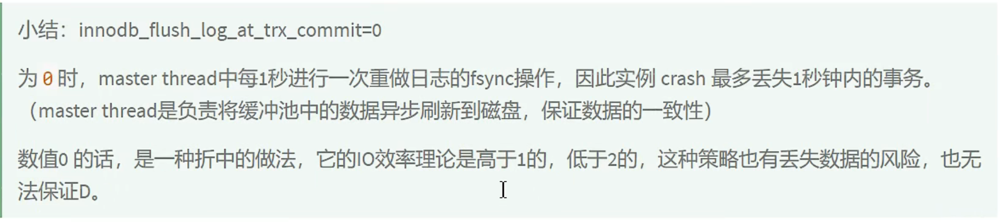 小结：innodb_flush_log_at_trx_commit=0
为 0 时，master thread中每1秒进行一次重做日志的fsync操作，因此实例 crash 最多丢失1秒钟内的事务。
（master thread是负责将缓冲池中的数据异步刷新到磁盘，保证数据的一致性）
数值0 的话，是一种折中的做法，它的IO效率理论是高于1的，低于2的，这种策略也有丢失数据的风险，也无
法保证D。